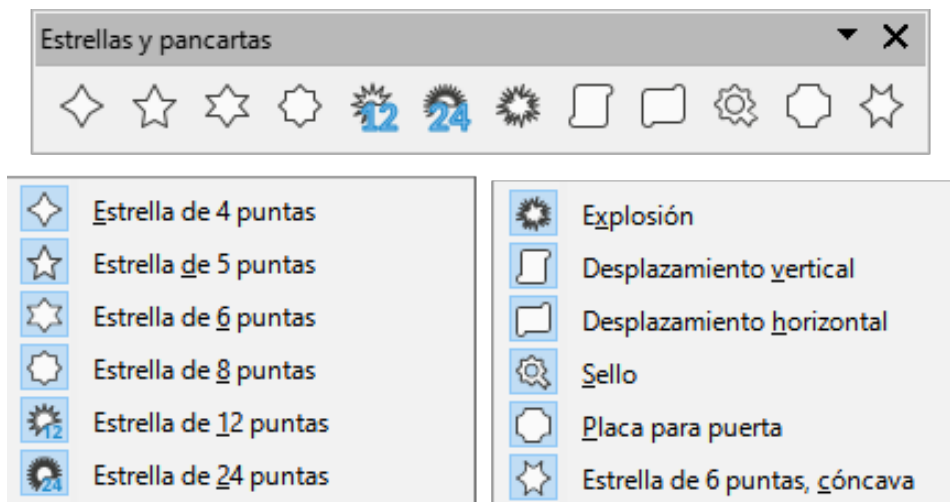 Estrellas y pancartas
12
24
Estrella de 4 puntas
Estrella de 5 puntas
Estrella de 6 puntas
Estrella de 8 puntas
12
Estrella de 12 puntas
24
Estrella de 24 puntas
Explosión
Desplazamiento vertical
Desplazamiento horizontal
Sello
Placa para puerta
Estrella de 6 puntas, cóncava